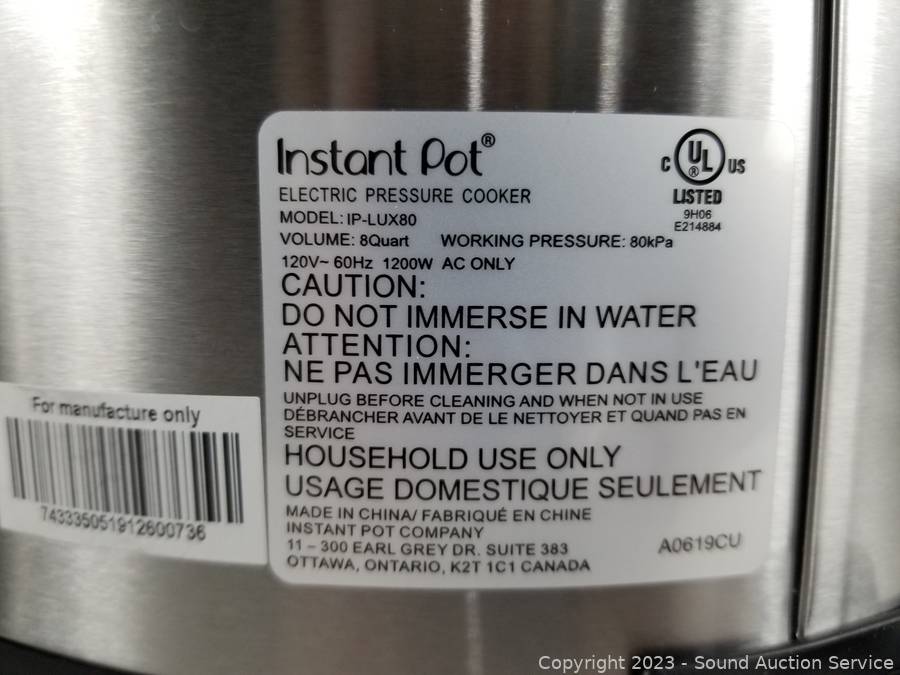 Instant Pot®
ELECTRIC PRESSURE COOKER
MODEL: IP-LUX80
VOLUME: 8Quart WORKING PRESSURE: 80kPa
120V~ 60Hz 1200W AC ONLY
C UL® US
LISTED
9H06
E214884
CAUTION:
DO NOT IMMERSE IN WATER
ATTENTION:
NE PAS IMMERGER DANS L'EAU
UNPLUG BEFORE CLEANING AND WHEN NOT IN USE
DÉBRANCHER AVANT DE LE NETTOYER ET QUAND PAS EN
SERVICE
HOUSEHOLD USE ONLY
USAGE DOMESTIQUE SEULEMENT
MADE IN CHINA/ FABRIQUÉ EN CHINE
INSTANT POT COMPANY
11 – 300 EARL GREY DR. SUITE 383
OTTAWA, ONTARIO, K2T 1C1 CANADA
A0619CU
For manufacture only
743335051912600736
Copyright 2023 - Sound Auction Service